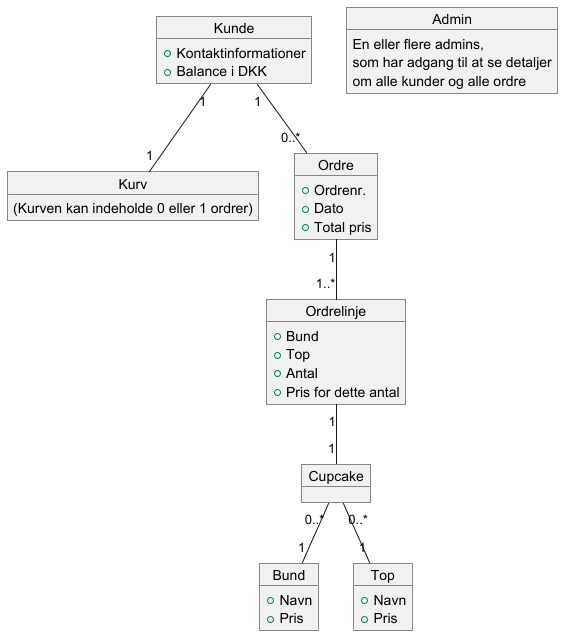 Kunde
Kontaktinformationer
Balance i DKK
Admin
En eller flere admins,
som har adgang til at se detaljer
om alle kunder og alle ordre
1
1
1
0..*
Kurv
(Kurven kan indeholde 0 eller 1 ordrer)
Ordre
Ordrenr.
Dato
Total pris
1
1..*
Ordrelinje
Bund
Top
Antal
Pris for dette antal
1
1
Cupcake
0..*
0..*
1
1
Bund
Navn
Pris
Top
Navn
Pris